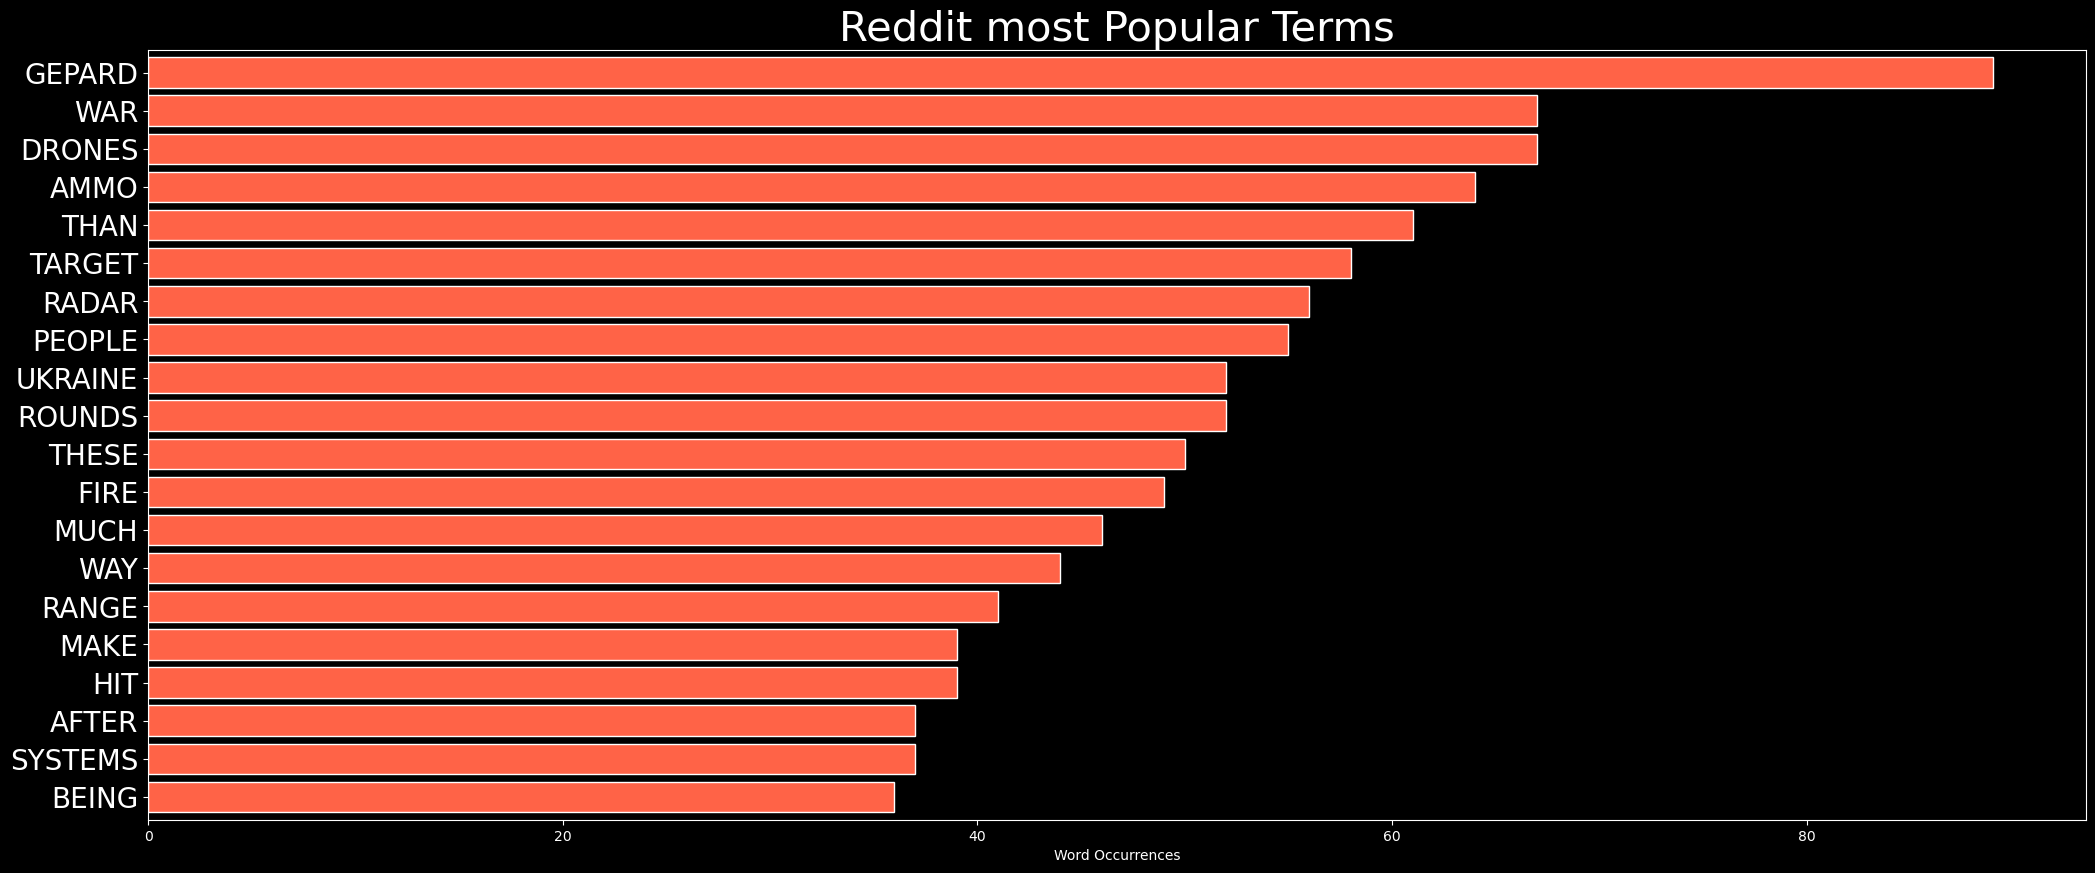 Reddit most Popular Terms
GEPARD
WAR
DRONES
AMMO
THAN
TARGET
RADAR
PEOPLE
UKRAINE
ROUNDS
THESE
FIRE
MUCH
WAY
RANGE
MAKE
HIT
AFTER
SYSTEMS
BEING
0 20 40 60 80
Word Occurrences